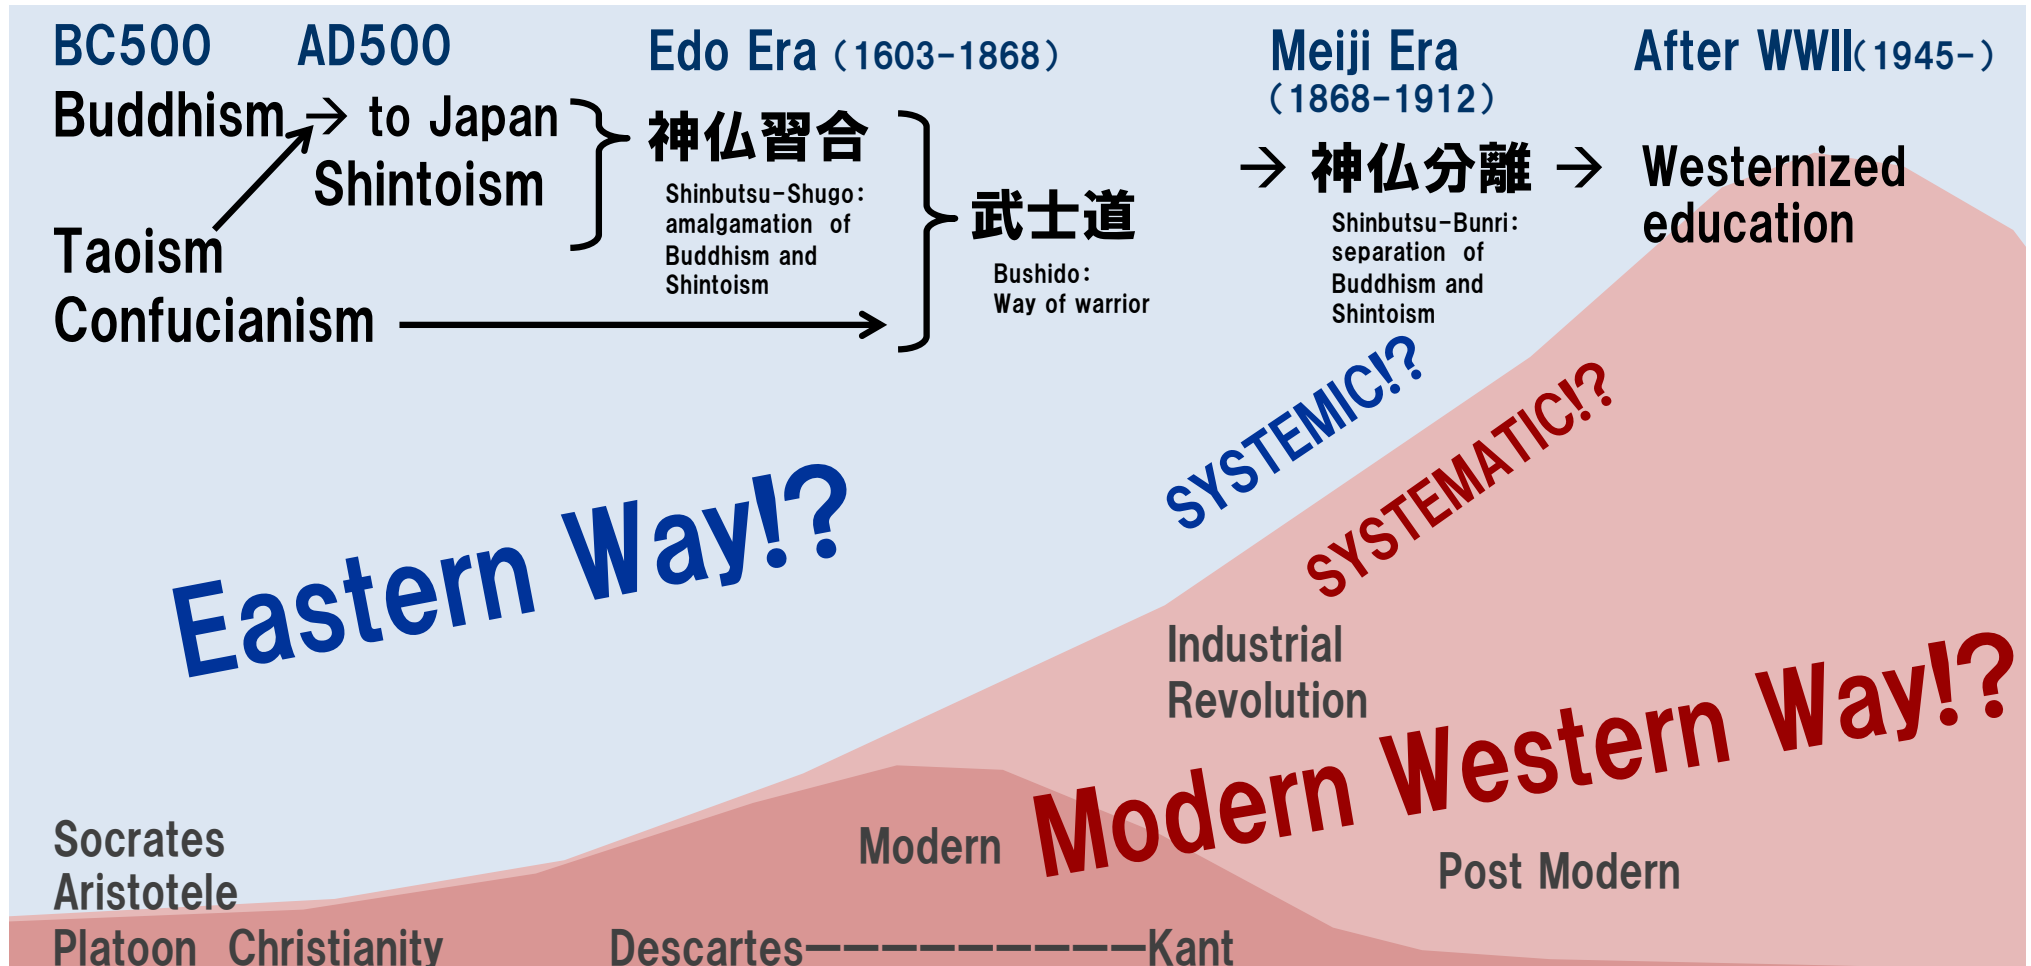 BC500 AD500 Edo Era（1603-1868） Meiji Era After WWII（1945-）
（1868-1912）
Buddhism → to Japan
Shintoism
Taoism
Confucianism
神仏習合
Shinbutsu-Shugo:
amalgamation of
Buddhism and
Shintoism
武士道
Bushido:
Way of warrior
→ 神仏分離 →
Shinbutsu-Bunri:
separation of
Buddhism and
Shintoism
Westernized
education
SYSTEMIC!?
SYSTEMATIC!?
Eastern Way!?
Industrial
Revolution
Modern Western Way!?
Socrates
Aristotele
Platoon Christianity
Modern
Post Modern
Descartes—————————Kant